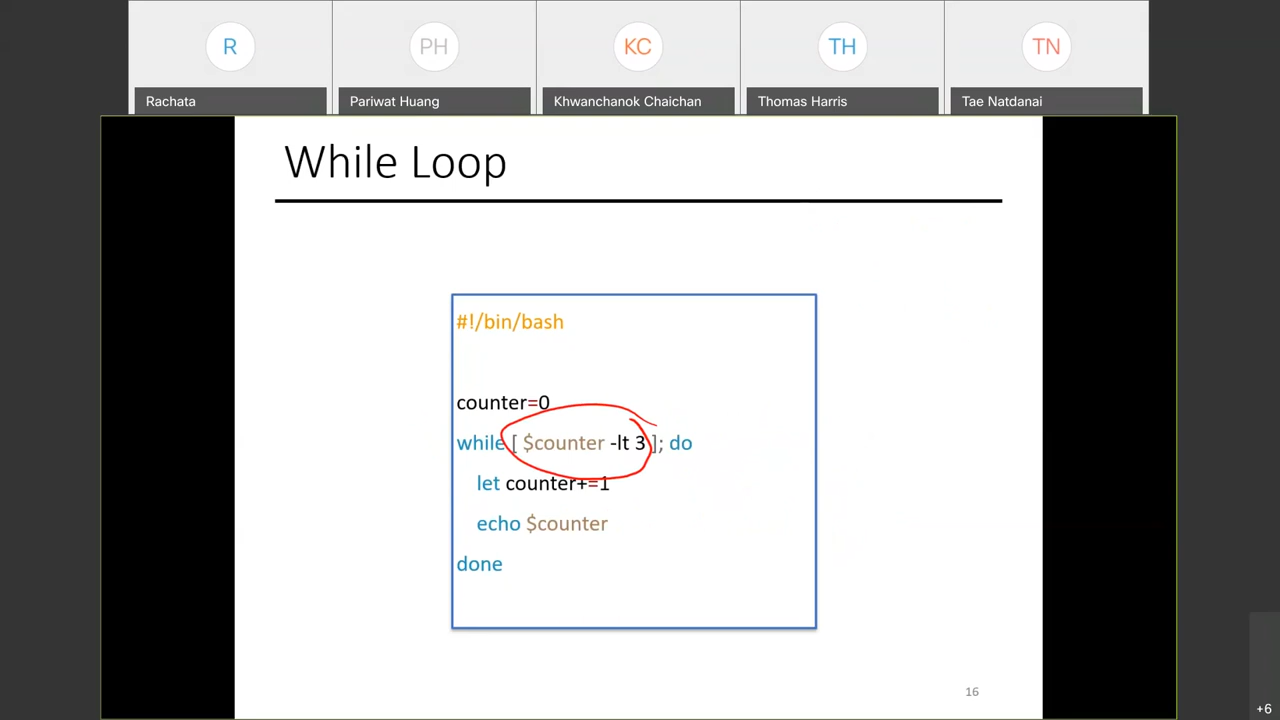 R
PH
KC
TH
TN
Rachata
Pariwat Huang
Khwanchanok Chaichan
Thomas Harris
Tae Natdanai
While Loop
#!/bin/bash
counter=0
while [ $counter -lt 3 ]; do
let counter+=1
echo $counter
done
16
+6